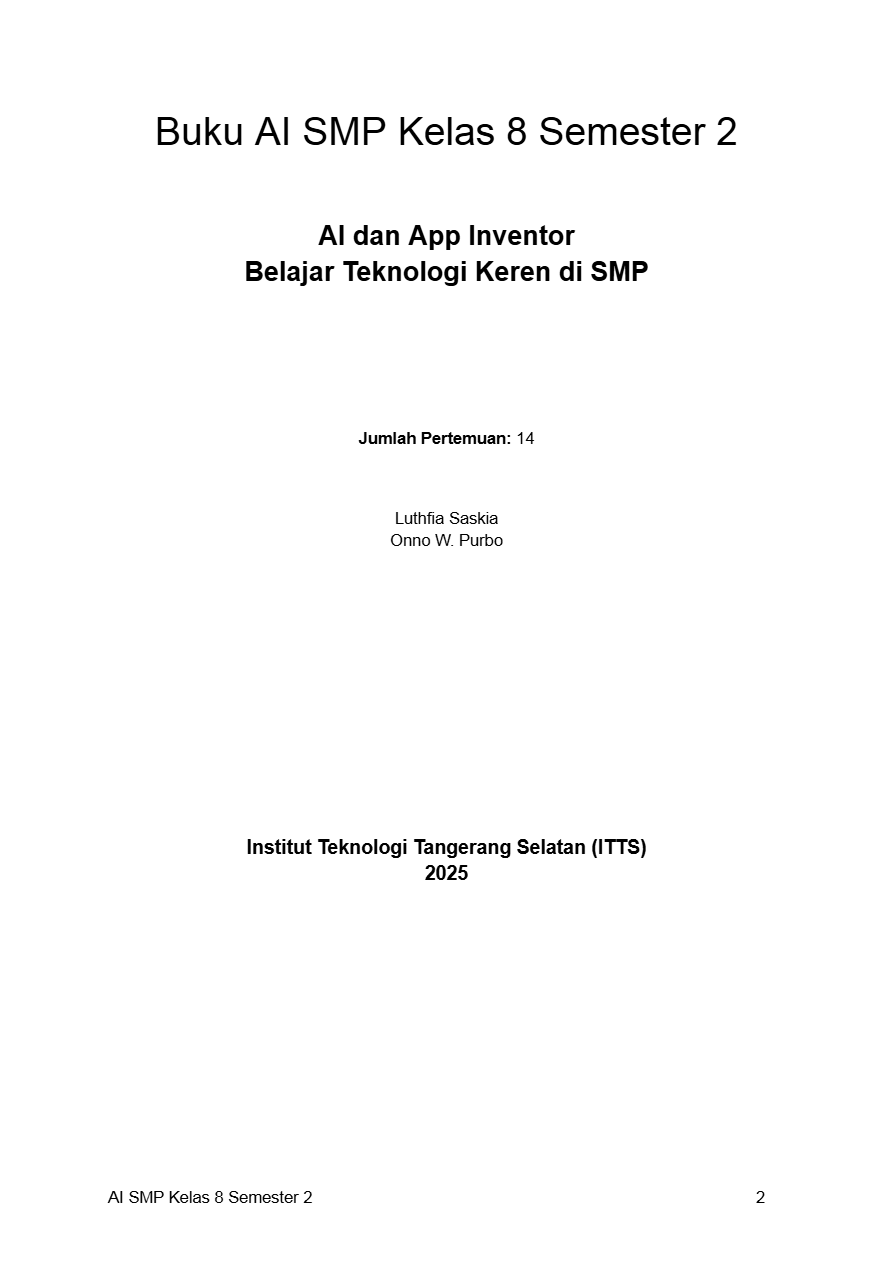 Buku AI SMP Kelas 8 Semester 2
AI dan App Inventor
Belajar Teknologi Keren di SMP
Jumlah Pertemuan: 14
Luthfia Saskia
Onno W. Purbo
Institut Teknologi Tangerang Selatan (ITTS)
2025
AI SMP Kelas 8 Semester 2 2